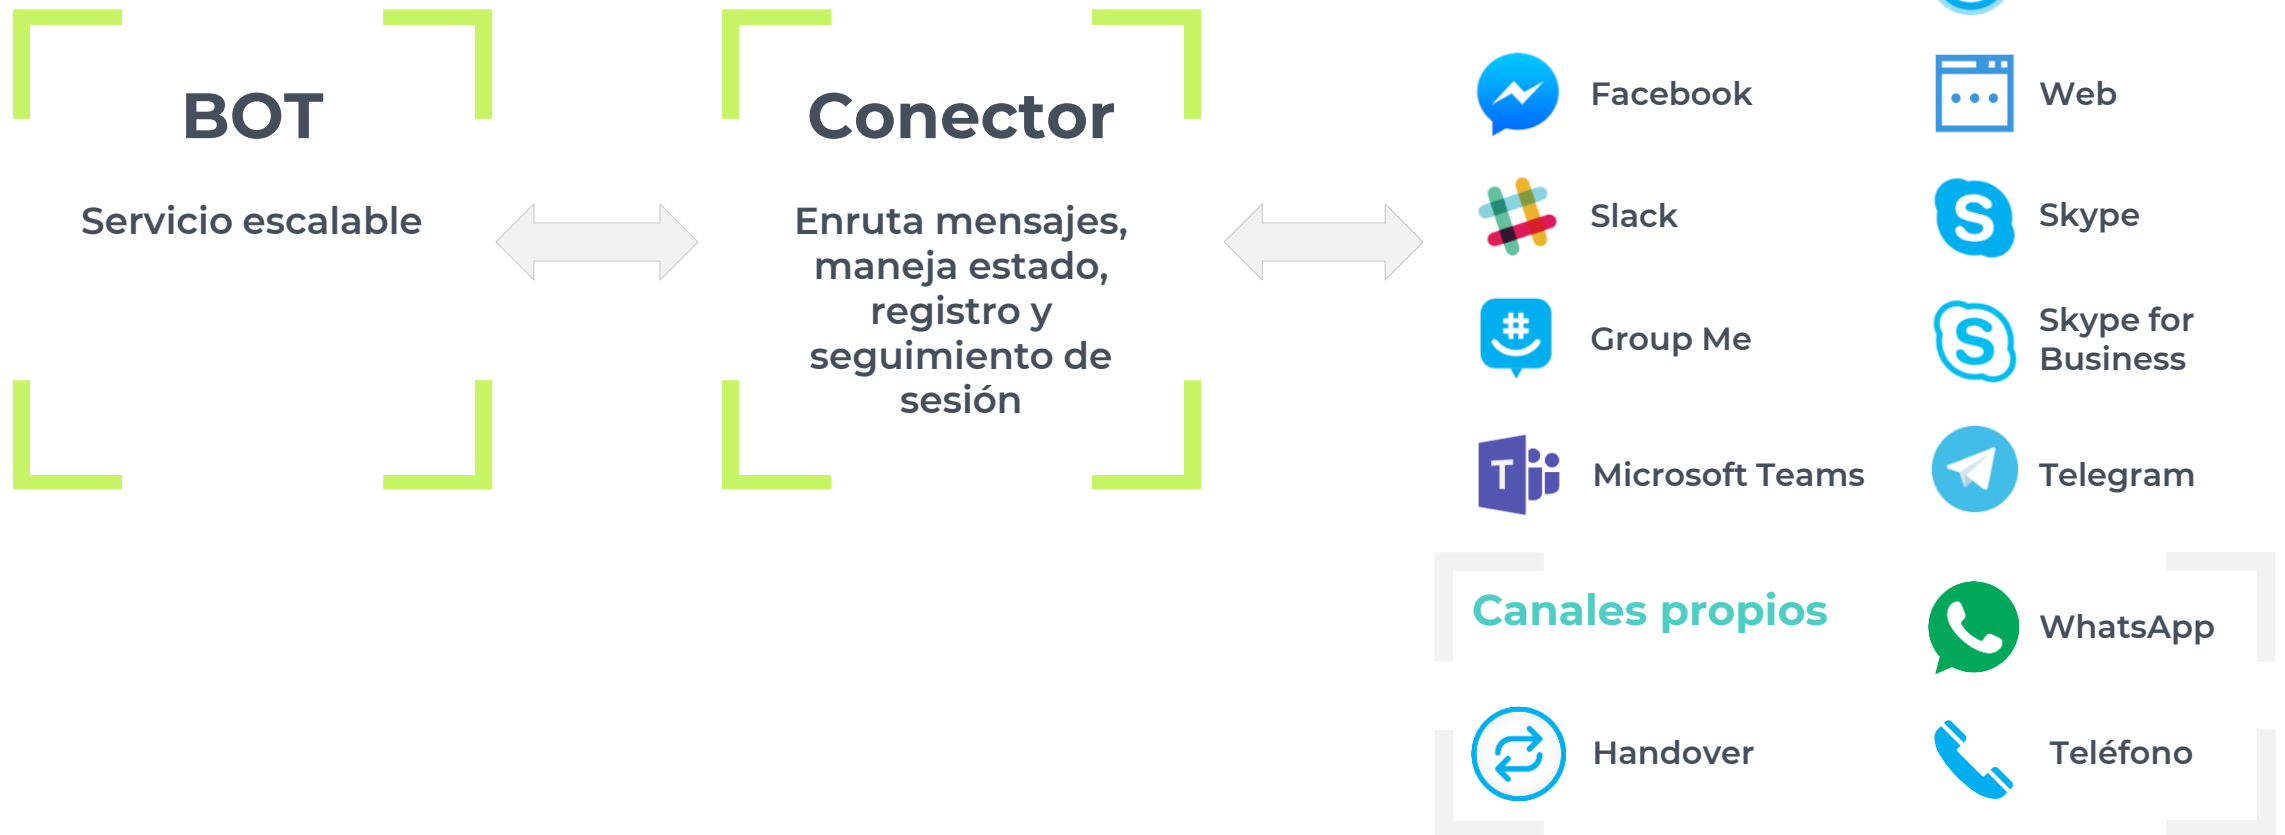 BOT
Servicio escalable
Conector
Enruta mensajes,
maneja estado,
registro y
seguimiento de
sesión
Facebook
Web
Slack
Skype
Group Me
Skype for
Business
Microsoft Teams
Telegram
Canales propios
WhatsApp
Handover
Teléfono